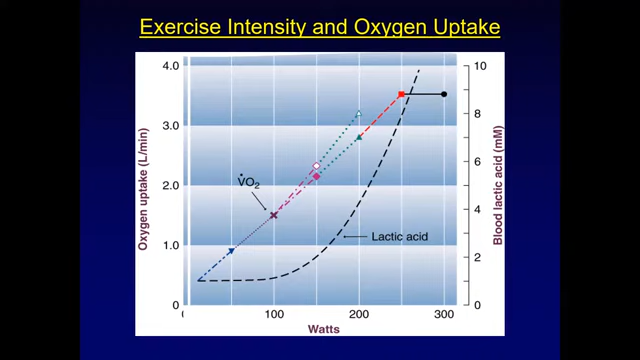 Exercise Intensity and Oxygen Uptake
4.0
3.0
2.0
1.0
0
Oxygen uptake (L/min)
V̇O2
Lactic acid
10
8
6
4
2
0
Blood lactic acid (mM)
0
100
200
300
Watts